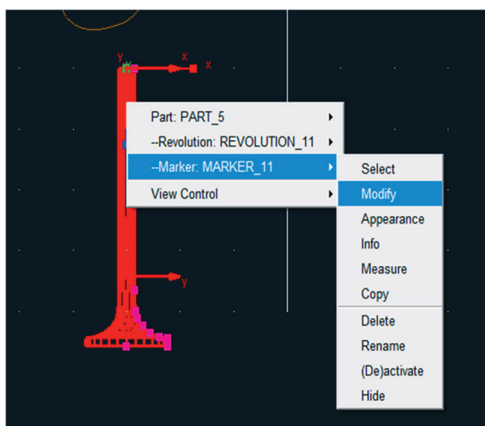 y
x
x
Part: PART_5
--Revolution: REVOLUTION_11
--Marker: MARKER_11
View Control
Select
Modify
Appearance
Info
Measure
Copy
Delete
Rename
(De)activate
Hide
y